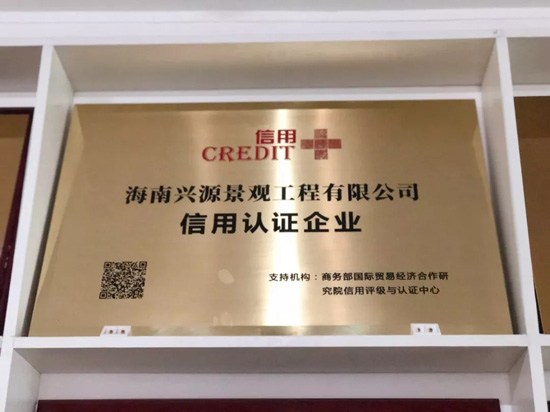 信用
CREDIT
海南兴源景观工程有限公司
信用认证企业
支持机构：商务部国际贸易经济合作研
究院信用评级与认证中心